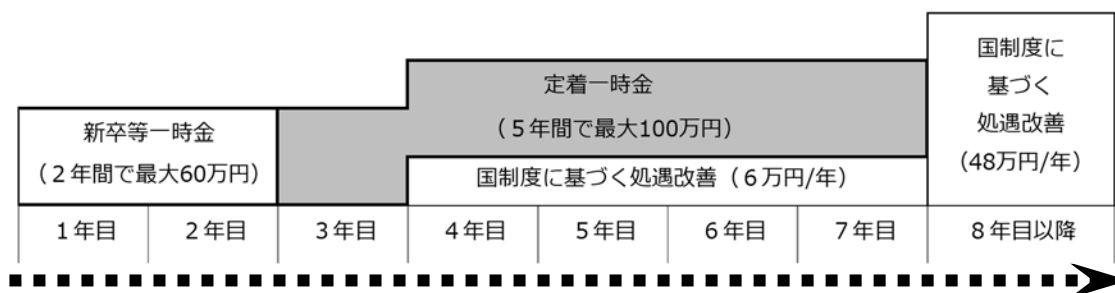 新卒等一時金
（２年間で最大60万円）
定着一時金
（５年間で最大100万円）
国制度に基づく処遇改善（６万円/年）
国制度に
基づく
処遇改善
（48万円/年）
１年目
２年目
３年目
４年目
５年目
６年目
７年目
８年目以降